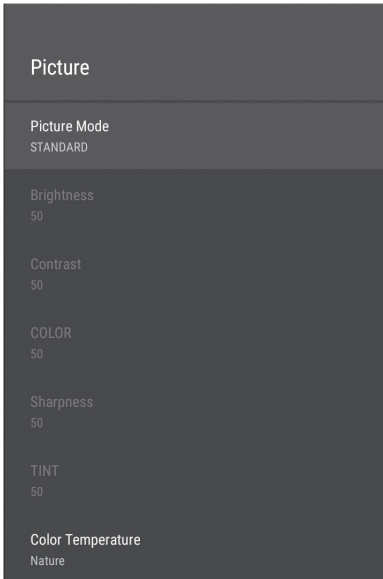 Picture
Picture Mode
STANDARD
Brightness
50
Contrast
50
COLOR
50
Sharpness
50
TINT
50
Color Temperature
Nature